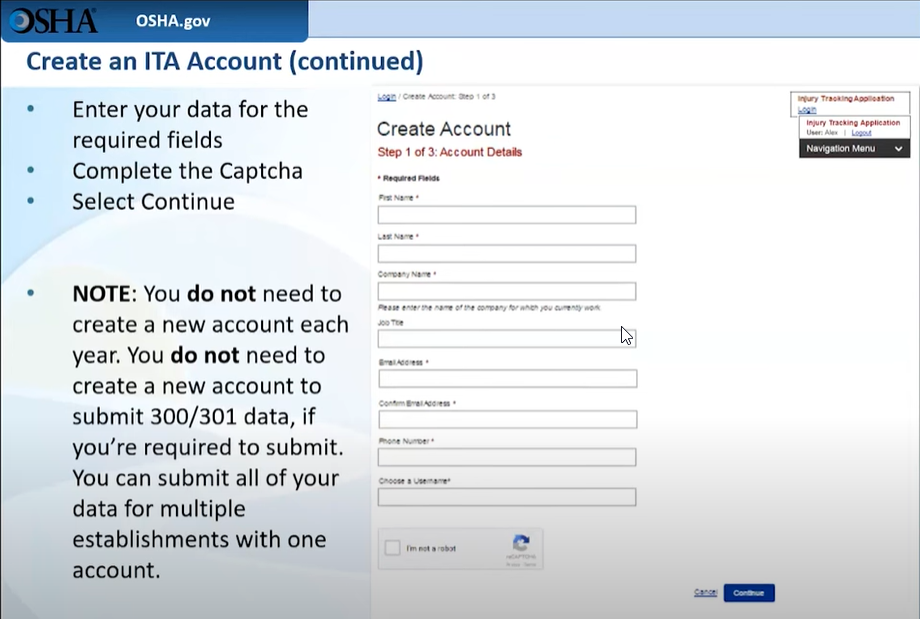 OSHA OSHA.gov
Create an ITA Account (continued)
• Enter your data for the
required fields
• Complete the Captcha
• Select Continue
• NOTE: You do not need to
create a new account each
year. You do not need to
create a new account to
submit 300/301 data, if
you're required to submit.
You can submit all of your
data for multiple
establishments with one
account.
Login / Create Account: Step 1 of 3
Injury Tracking Application
Login
Injury Tracking Application
User: Alex | Logout
Navigation Menu
Create Account
Step 1 of 3: Account Details
* Required Fields
First Name *
Last Name *
Company Name *
Please enter the name of the company for which you currently work.
Job Title
Email Address *
Confirm Email Address *
Phone Number *
Choose a Username*
I'm not a robot
reCAPTCHA
Privacy - Terms
Cancel Continue